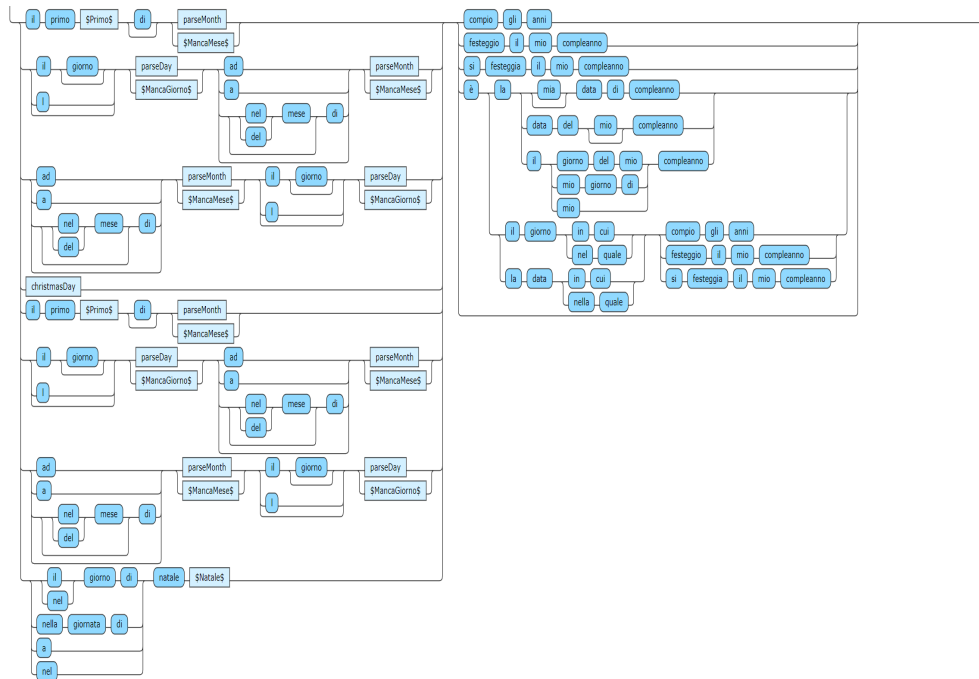 il primo $Primo$ di parseMonth
$MancaMese$
il giorno parseDay ad parseMonth
$MancaGiorno$ a $MancaMese$
l
nel mese di
del
ad parseMonth il giorno parseDay
a $MancaMese$ $MancaGiorno$
l
nel mese di
del
christmasDay
il primo $Primo$ di parseMonth
$MancaMese$
il giorno parseDay ad parseMonth
$MancaGiorno$ a $MancaMese$
l
nel mese di
del
ad parseMonth il giorno parseDay
a $MancaMese$ $MancaGiorno$
l
nel mese di
del
il giorno di natale $Natale$
nel
nella giornata di
a
nel
compio gli anni
festeggio il mio compleanno
si festeggia il mio compleanno
è la mia data di compleanno
data del mio compleanno
il giorno del mio compleanno
mio giorno di
mio
il giorno in cui compio gli anni
nel quale festeggio il mio compleanno
la data in cui si festeggio il mio compleanno
nella quale